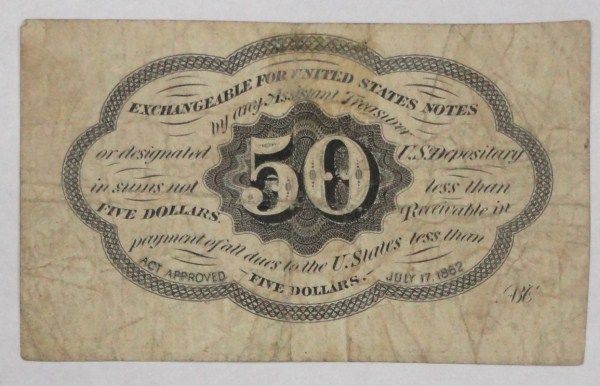 EXCHANGEABLE FOR UNITED STATES NOTES
by any Assistant Treasurer
or designated U.S. Depositary
in sums not less than
FIVE DOLLARS. Receivable in
payment of all dues to the U. States less than
FIVE DOLLARS.
50
ACT APPROVED JULY 17. 1862